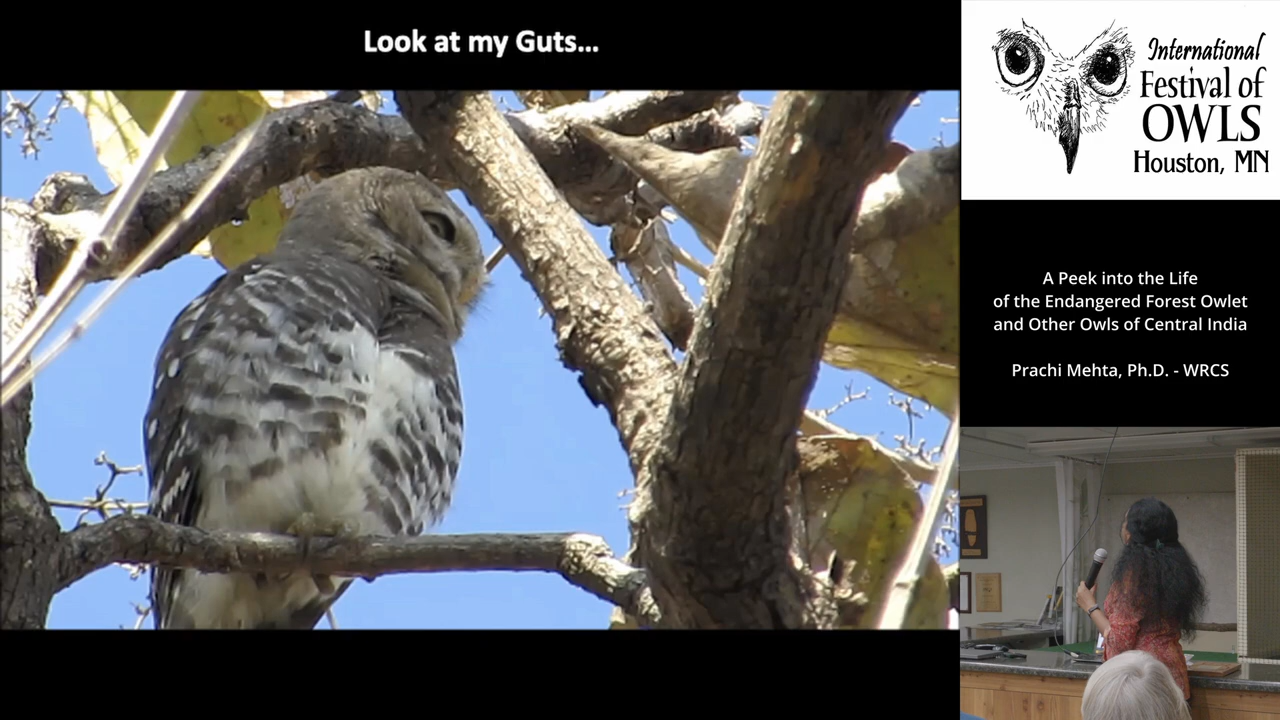 Look at my Guts...
International
Festival of
OWLS
Houston, MN
A Peek into the Life
of the Endangered Forest Owlet
and Other Owls of Central India
Prachi Mehta, Ph.D. - WRCS